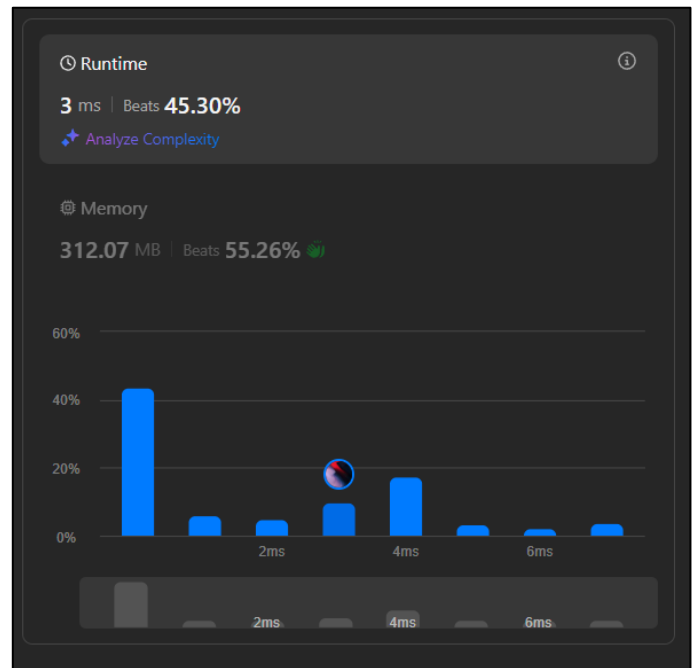 Runtime
3 ms | Beats 45.30%
Analyze Complexity
Memory
312.07 MB | Beats 55.26%
60%
40%
20%
0%
2ms 4ms 6ms
2ms 4ms 6ms